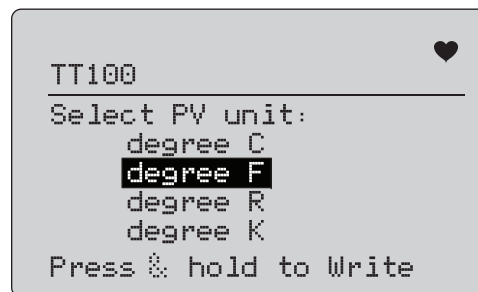 TT100
Select PV unit:
degree C
degree F
degree R
degree K
Press & hold to Write